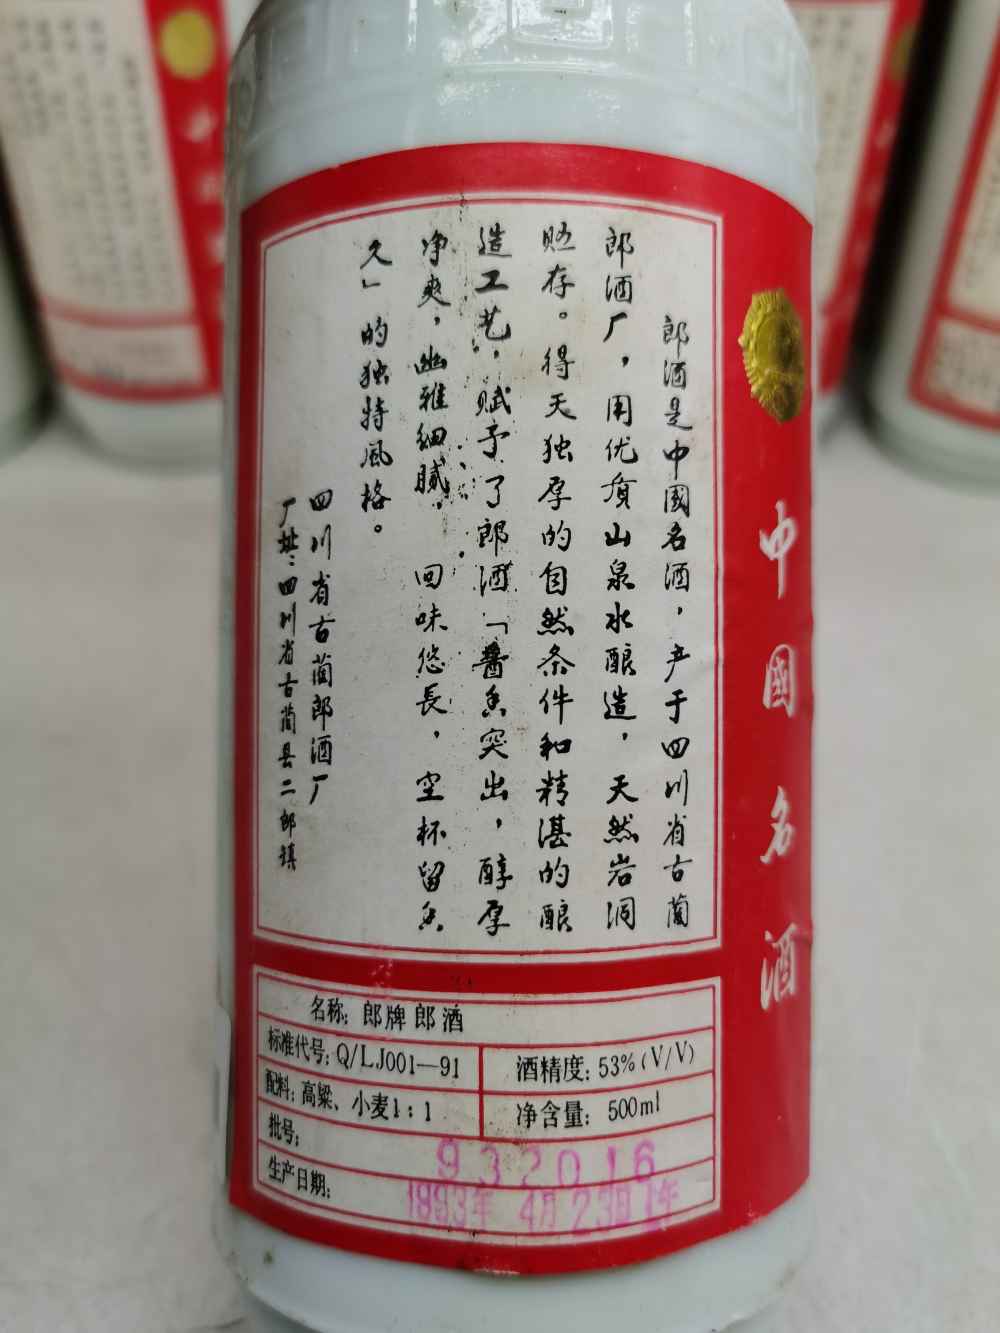 郎酒是中國名酒，产于四川省古蔺
郎酒厂，用优质山泉水酿造，天然岩洞
贮存。得天独厚的自然条件和精湛的酿
造工艺，赋予了郎酒「酱香突出，醇厚
净爽，幽雅细腻，回味悠長，空杯留香
久」的独特风格。
四川省古蔺郎酒厂
厂址：四川省古蔺县二郎镇
中國名酒
名称：郎牌郎酒
标准代号：Q/LJ001—91
酒精度：53%(V/V)
配料：高粱、小麦1：1
净含量：500ml
批号：
932016
生产日期：
1993年 4月23日